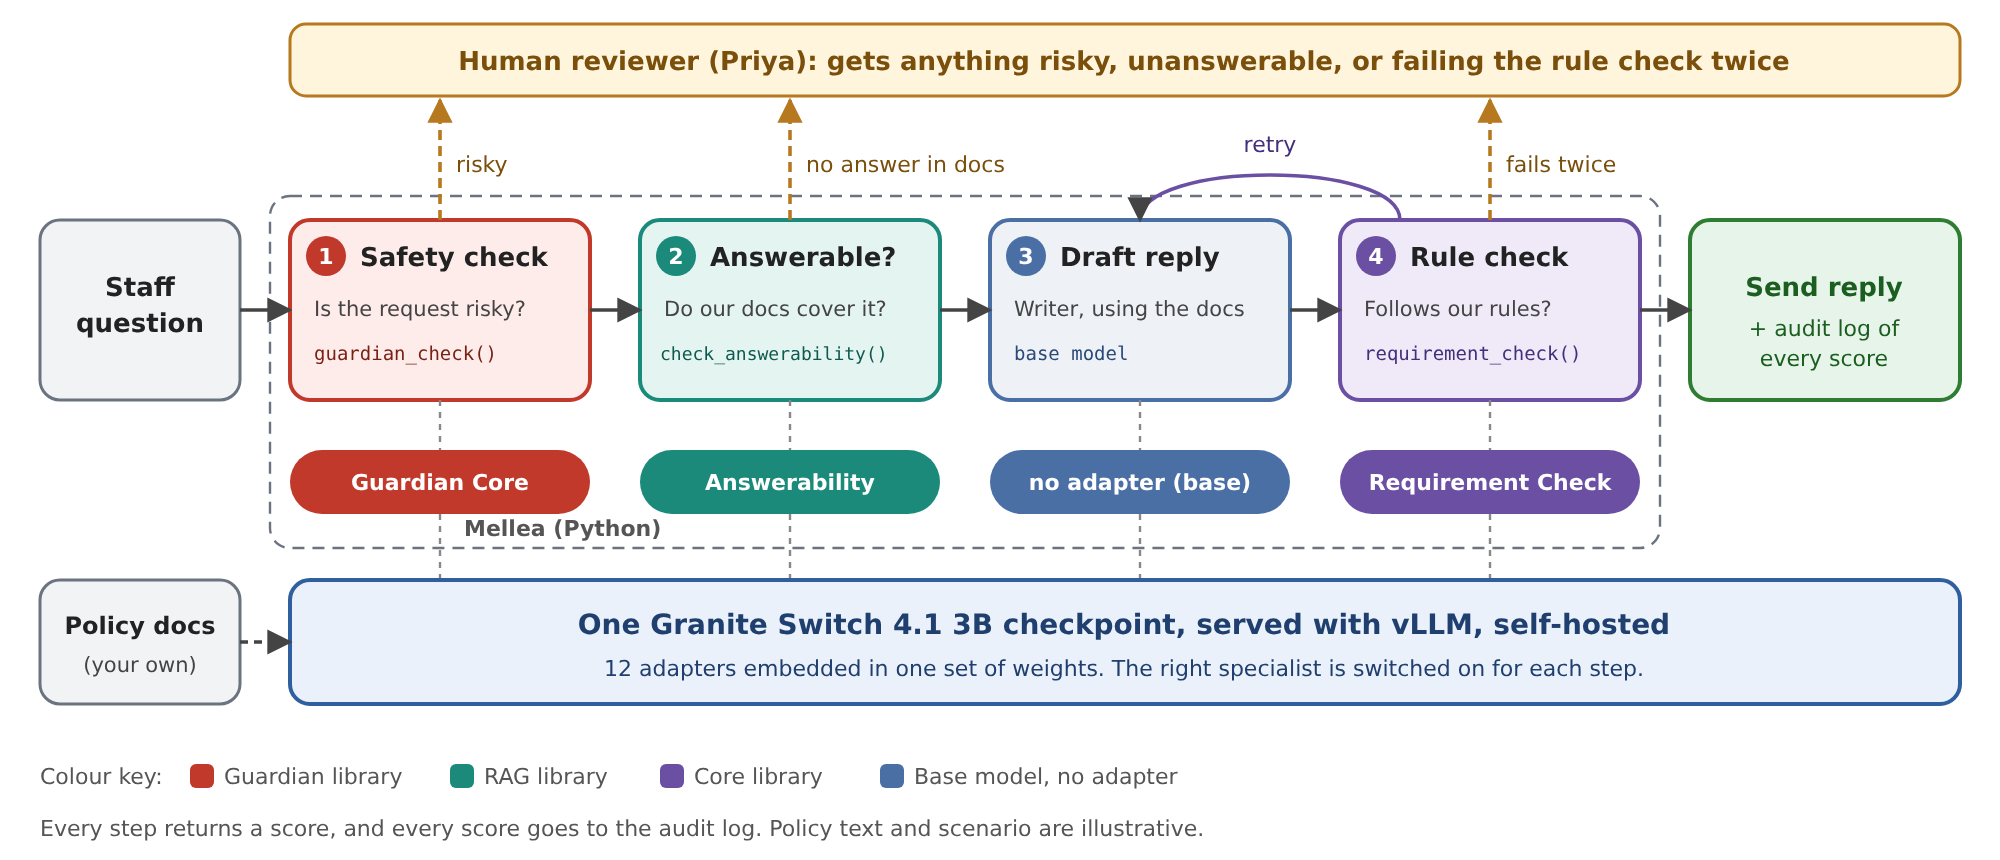 Human reviewer (Priya): gets anything risky, unanswerable, or failing the rule check twice
risky
no answer in docs
retry
fails twice
Staff
question
1 Safety check
Is the request risky?
guardian_check()
2 Answerable?
Do our docs cover it?
check_answerability()
3 Draft reply
Writer, using the docs
base model
4 Rule check
Follows our rules?
requirement_check()
Send reply
+ audit log of
every score
Guardian Core
Answerability
no adapter (base)
Requirement Check
Mellea (Python)
Policy docs
(your own)
One Granite Switch 4.1 3B checkpoint, served with vLLM, self-hosted
12 adapters embedded in one set of weights. The right specialist is switched on for each step.
Colour key: Guardian library RAG library Core library Base model, no adapter
Every step returns a score, and every score goes to the audit log. Policy text and scenario are illustrative.